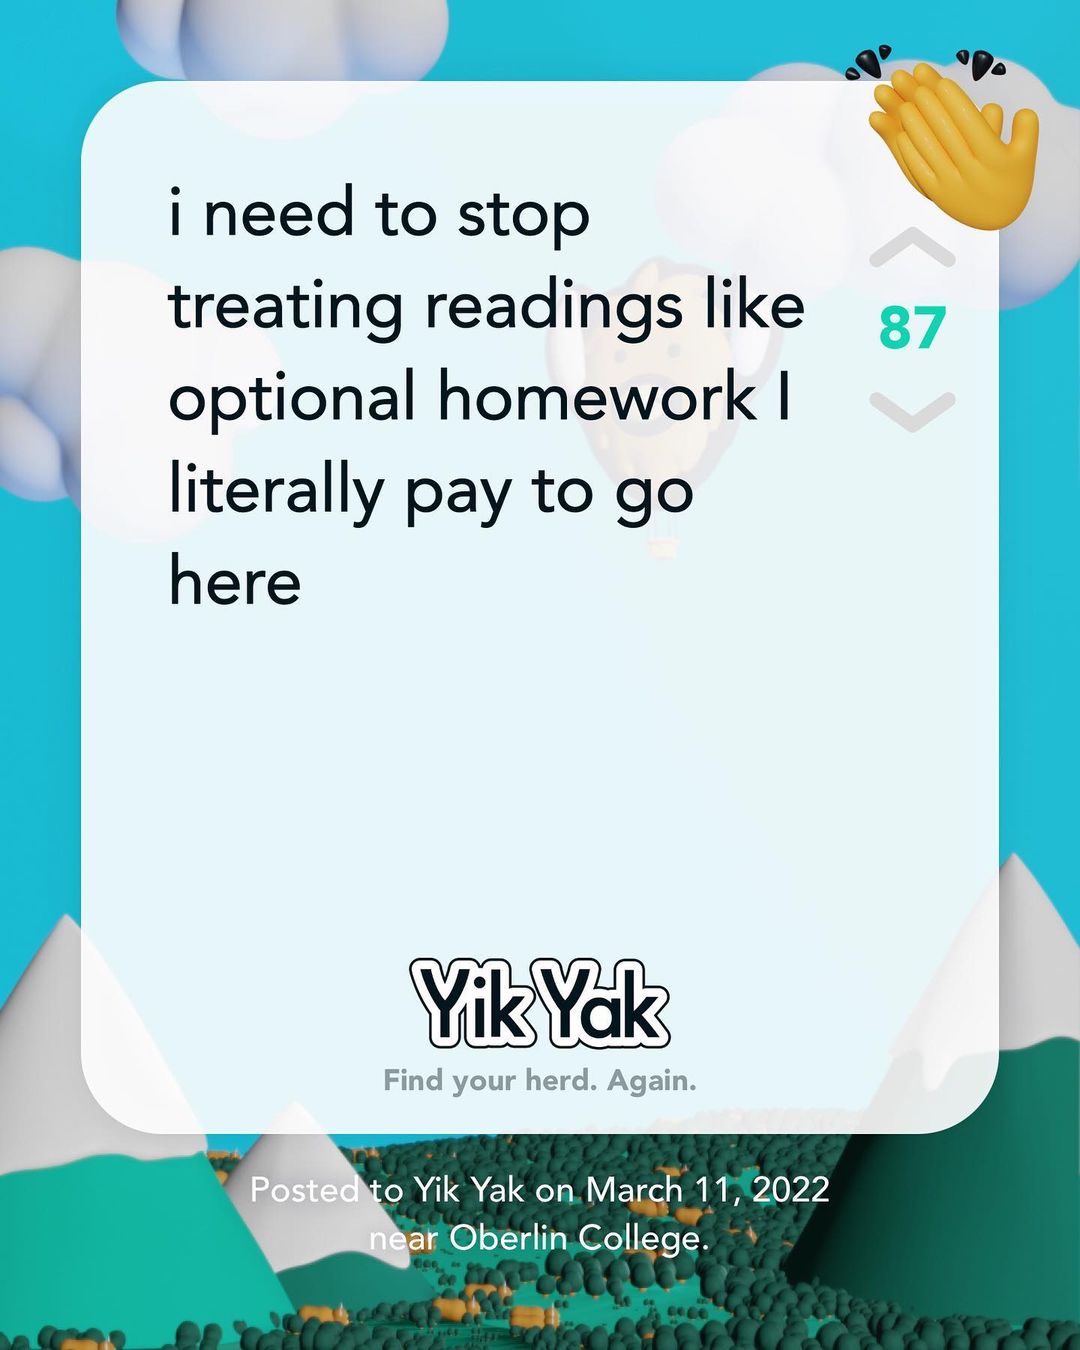 i need to stop
treating readings like
optional homework I
literally pay to go
here
87
Yik Yak
Find your herd. Again.
Posted to Yik Yak on March 11, 2022
near Oberlin College.